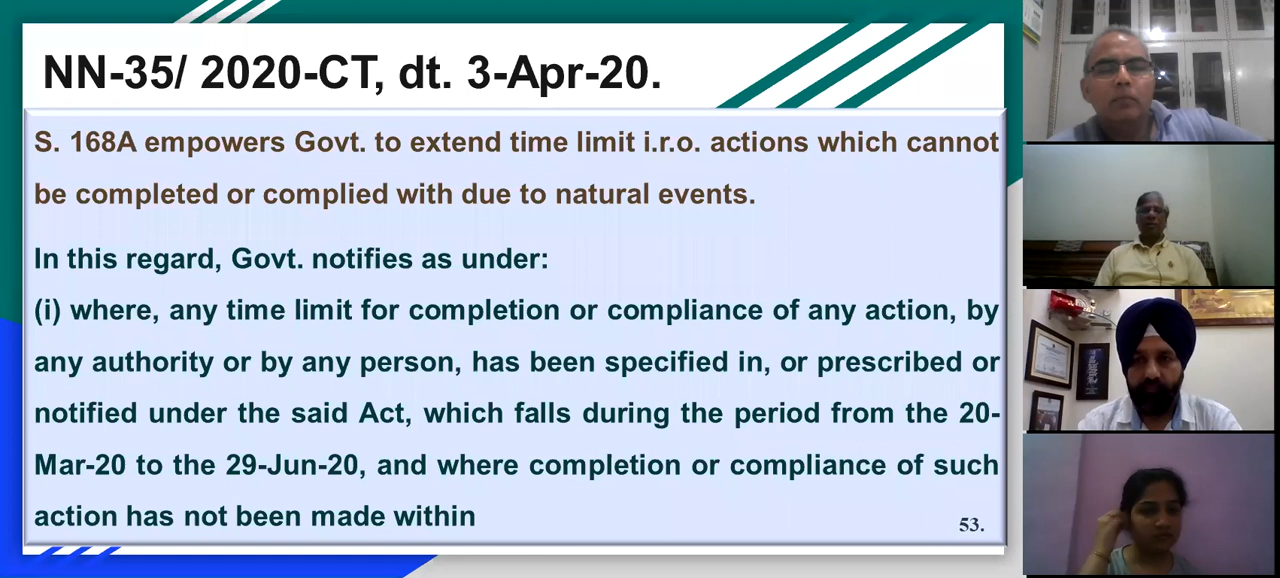 NN-35/ 2020-CT, dt. 3-Apr-20.
S. 168A empowers Govt. to extend time limit i.r.o. actions which cannot
be completed or complied with due to natural events.
In this regard, Govt. notifies as under:
(i) where, any time limit for completion or compliance of any action, by
any authority or by any person, has been specified in, or prescribed or
notified under the said Act, which falls during the period from the 20-
Mar-20 to the 29-Jun-20, and where completion or compliance of such
action has not been made within
53.